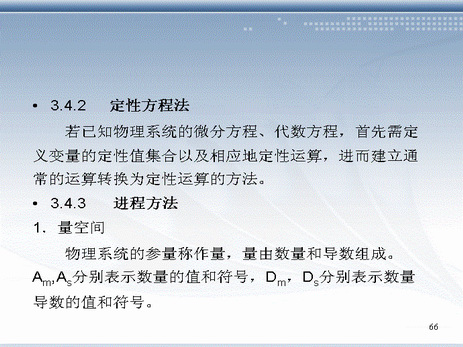 • 3.4.2 定性方程法
若已知物理系统的微分方程、代数方程，首先需定
义变量的定性值集合以及相应地定性运算，进而建立通
常的运算转换为定性运算的方法。
• 3.4.3 进程方法
1．量空间
物理系统的参量称作量，量由数量和导数组成。
Am,As分别表示数量的值和符号，Dm，Ds分别表示数量
导数的值和符号。
66